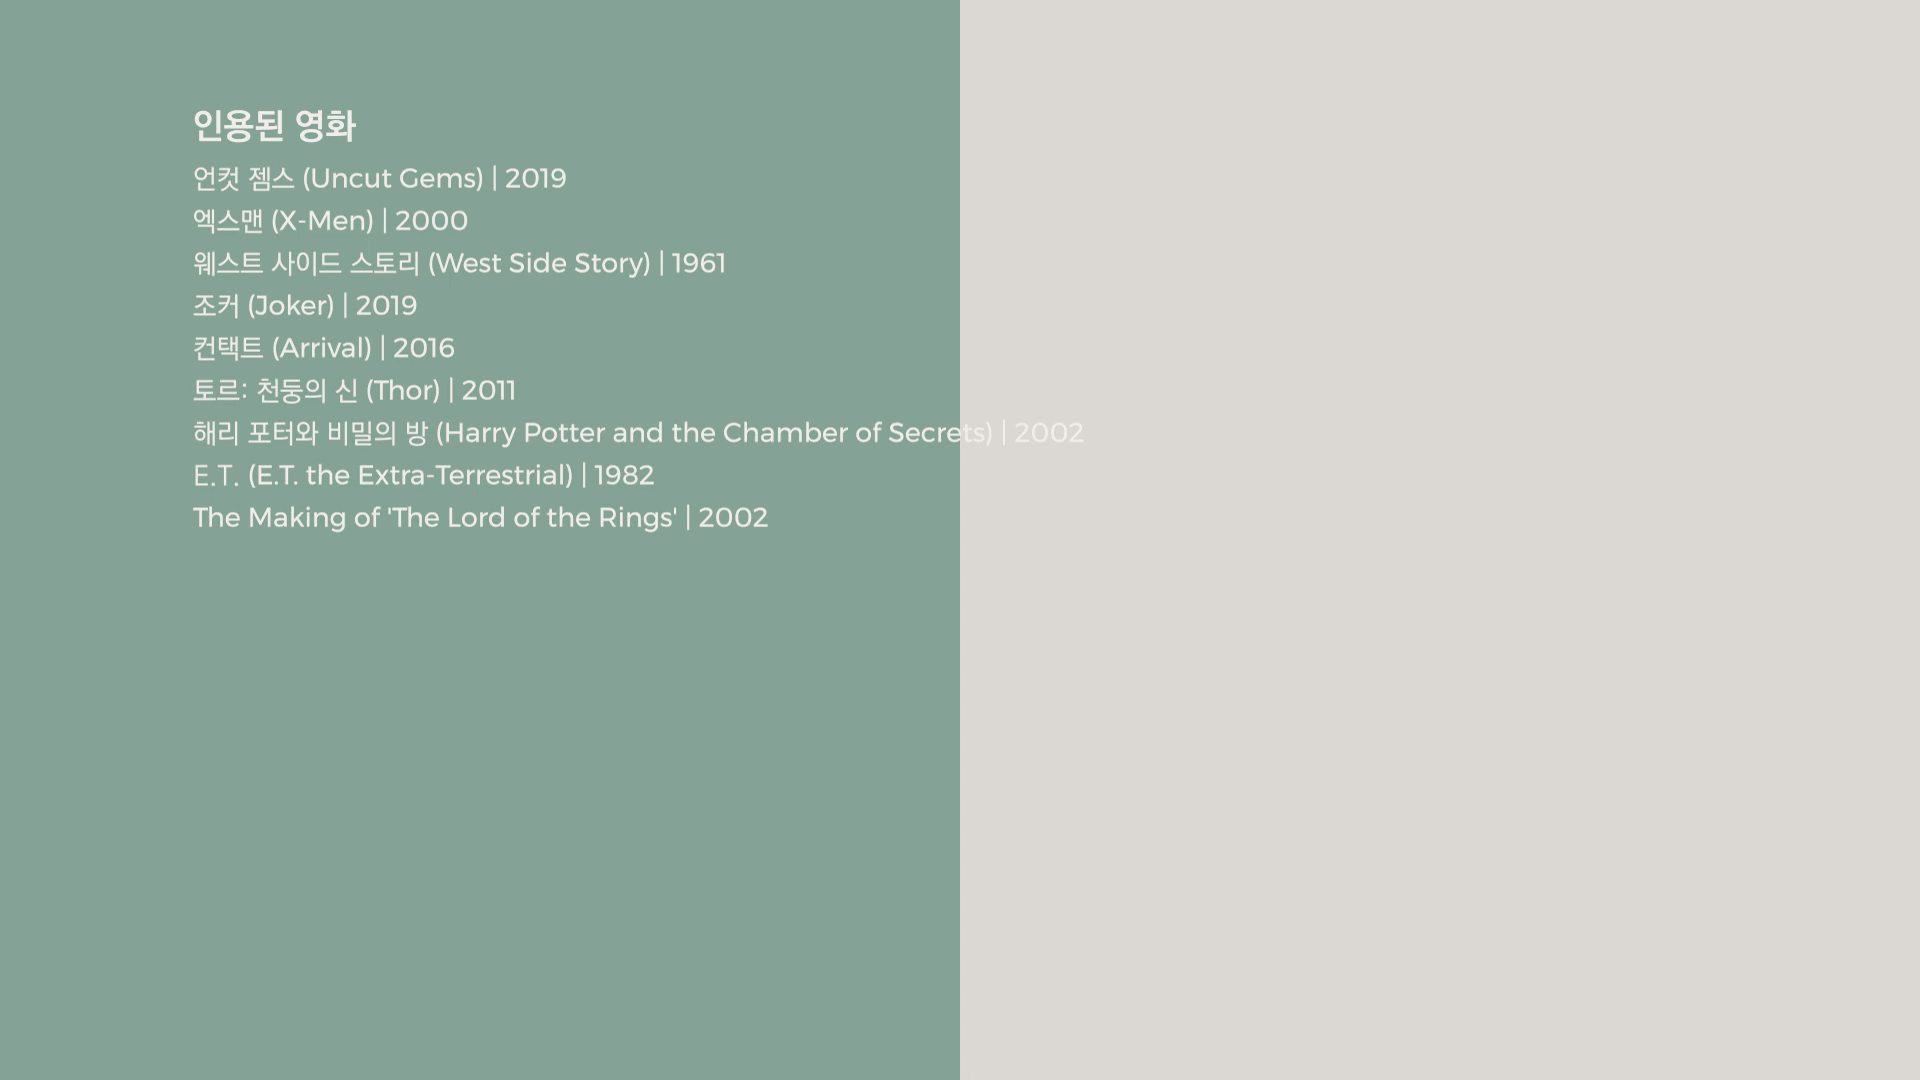 인용된 영화
언컷 젬스 (Uncut Gems) | 2019
엑스맨 (X-Men) | 2000
웨스트 사이드 스토리 (West Side Story) | 1961
조커 (Joker) | 2019
컨택트 (Arrival) | 2016
토르: 천둥의 신 (Thor) | 2011
해리 포터와 비밀의 방 (Harry Potter and the Chamber of Secrets) | 2002
E.T. (E.T. the Extra-Terrestrial) | 1982
The Making of 'The Lord of the Rings' | 2002